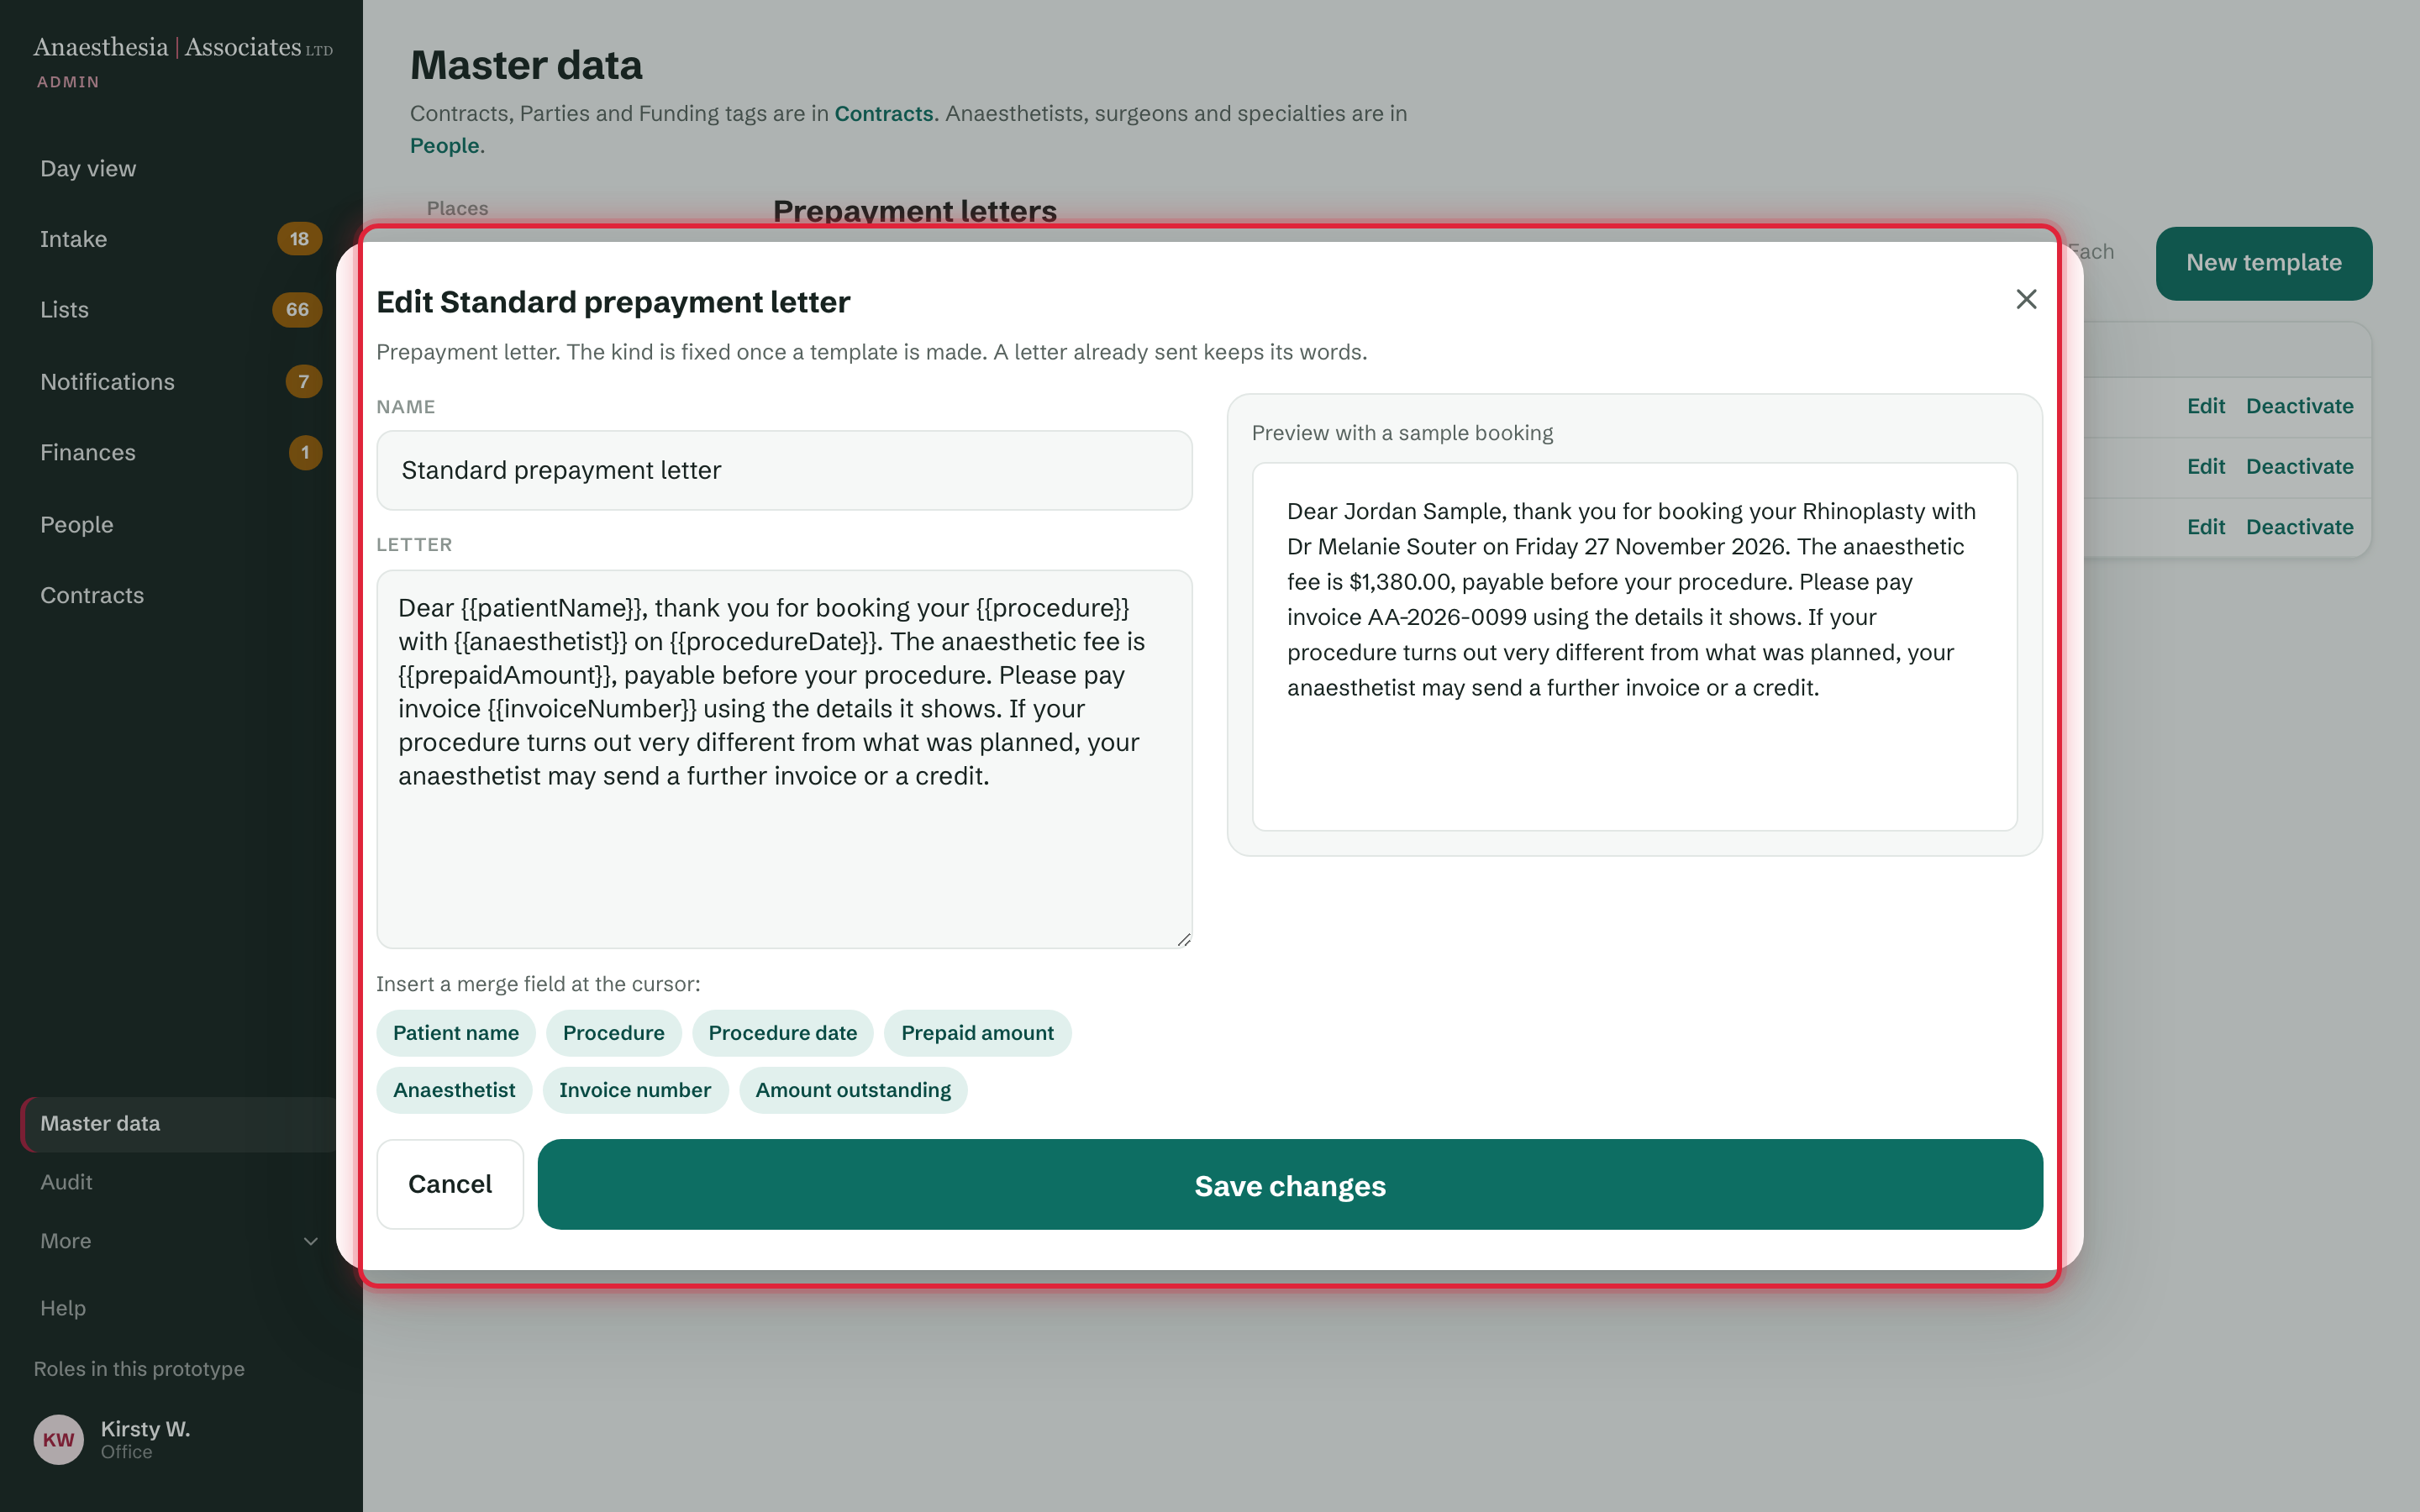 Anaesthesia | Associates LTD
ADMIN
Day view
Intake 18
Lists 66
Notifications 7
Finances 1
People
Contracts
Master data
Audit
More
Help
Roles in this prototype
KW
Kirsty W.
Office
Master data
Contracts, Parties and Funding tags are in Contracts. Anaesthetists, surgeons and specialties are in
People.
Places
Prepayment letters
Each
New template
Edit Deactivate
Edit Deactivate
Edit Deactivate
Edit Standard prepayment letter
Prepayment letter. The kind is fixed once a template is made. A letter already sent keeps its words.
NAME
Standard prepayment letter
LETTER
Dear {{patientName}}, thank you for booking your {{procedure}}
with {{anaesthetist}} on {{procedureDate}}. The anaesthetic fee is
{{prepaidAmount}}, payable before your procedure. Please pay
invoice {{invoiceNumber}} using the details it shows. If your
procedure turns out very different from what was planned, your
anaesthetist may send a further invoice or a credit.
Insert a merge field at the cursor:
Patient name Procedure Procedure date Prepaid amount
Anaesthetist Invoice number Amount outstanding
Preview with a sample booking
Dear Jordan Sample, thank you for booking your Rhinoplasty with
Dr Melanie Souter on Friday 27 November 2026. The anaesthetic
fee is $1,380.00, payable before your procedure. Please pay
invoice AA-2026-0099 using the details it shows. If your
procedure turns out very different from what was planned, your
anaesthetist may send a further invoice or a credit.
Cancel
Save changes